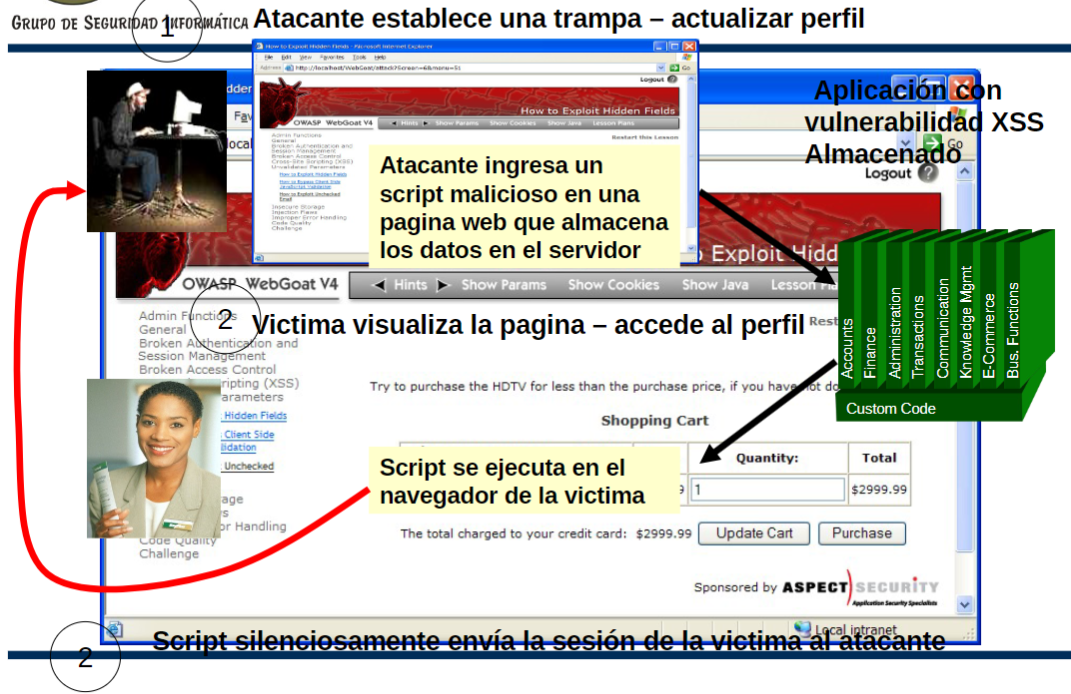 GRUPO DE SEGURIDAD INFORMÁTICA
1
Atacante establece una trampa – actualizar perfil
How to Exploit Hidden Fields - Microsoft Internet Explorer
File Edit View Favorites Tools Help
Address
Go
Logout ?
How to Exploit Hidden Fields
OWASP WebGoat V4
Hints Show Params Show Cookies Show Java Lesson Plans
Restart this Lesson
Admin Functions
General
Broken Authentication and
Session Management
Broken Access Control
Cross-Site Scripting (XSS)
Unvalidated Parameters
How to Exploit Hidden Fields
How to Bypass Client Side
JavaScript Validation
How to Exploit Unchecked
Email
Insecure Storage
Injection Flaws
Improper Error Handling
Code Quality
Challenge
Atacante ingresa un
script malicioso en una
pagina web que almacena
los datos en el servidor
Aplicación con
vulnerabilidad XSS
Almacenado
Go
Logout ?
Exploit Hidd
OWASP WebGoat V4
Hints Show Params Show Cookies Show Java Lesson
Accounts
Finance
Administration
Transactions
Communication
Knowledge Mgmt
E-Commerce
Bus. Functions
Custom Code
2
Victima visualiza la pagina – accede al perfil
Rest
Admin Functions
General
Broken Authentication and
Session Management
Broken Access Control
ripting (XSS)
arameters
Hidden Fields
Client Side
lidation
Unchecked
age
s
or Handling
Code Quality
Challenge
Try to purchase the HDTV for less than the purchase price, if you have not do
Shopping Cart
Quantity: Total
9 1 $2999.99
Script se ejecuta en el
navegador de la victima
The total charged to your credit card: $2999.99 Update Cart Purchase
Sponsored by ASPECT SECURITY
Application Security Specialists
Local intranet
2
Script silenciosamente envía la sesión de la victima al atacante